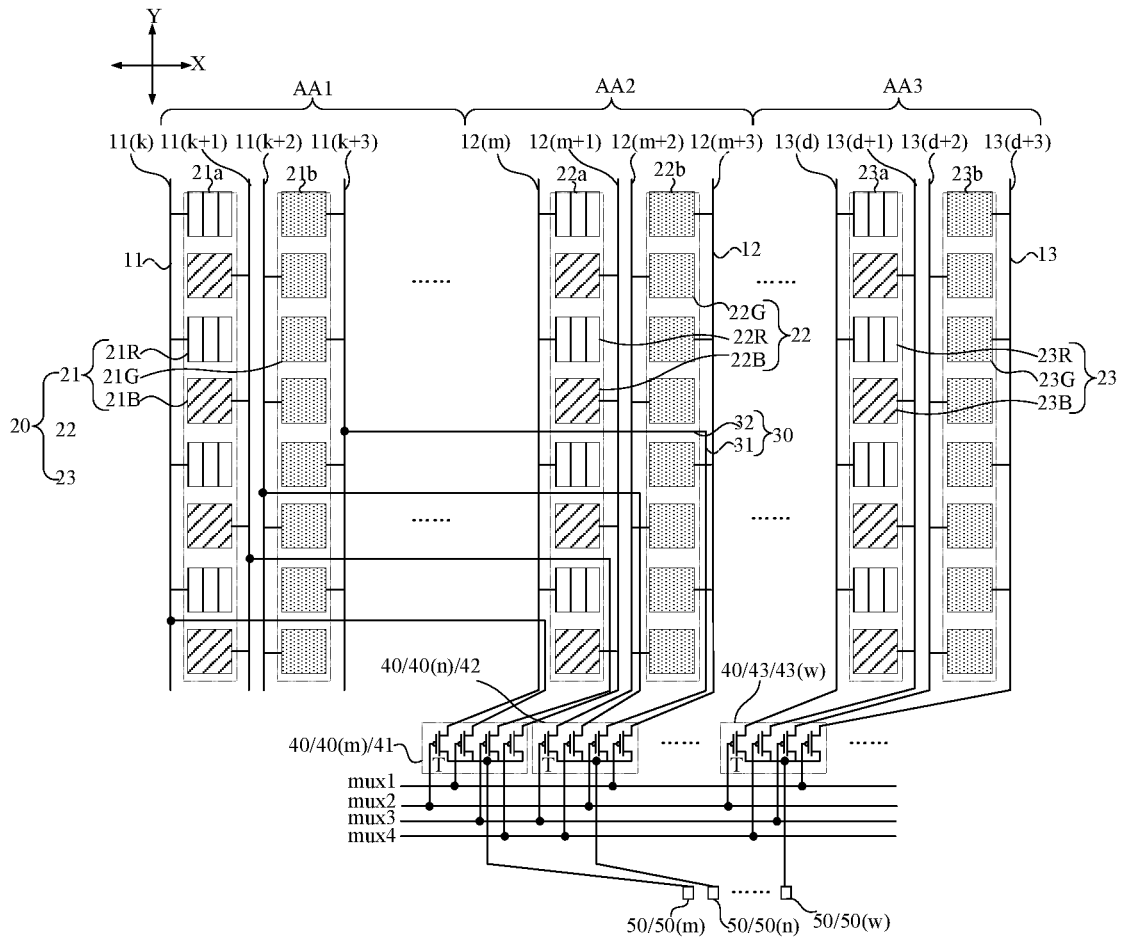 Y
X
AA1 AA2 AA3
11(k) 11(k+1) 11(k+2) 11(k+3) 12(m) 12(m+1) 12(m+2) 12(m+3) 13(d) 13(d+1) 13(d+2) 13(d+3)
21a 21b 22a 22b 23a 23b
11 12 13
...... ......
22G
22R 22
22B
21R
21 21G
21B
20 22
23
23R
23G 23
23B
32
31 30
...... ......
40/40(n)/42 40/43/43(w)
40/40(m)/41
T T T
...... ......
mux1
mux2
mux3
mux4
......
50/50(m) 50/50(n) 50/50(w)